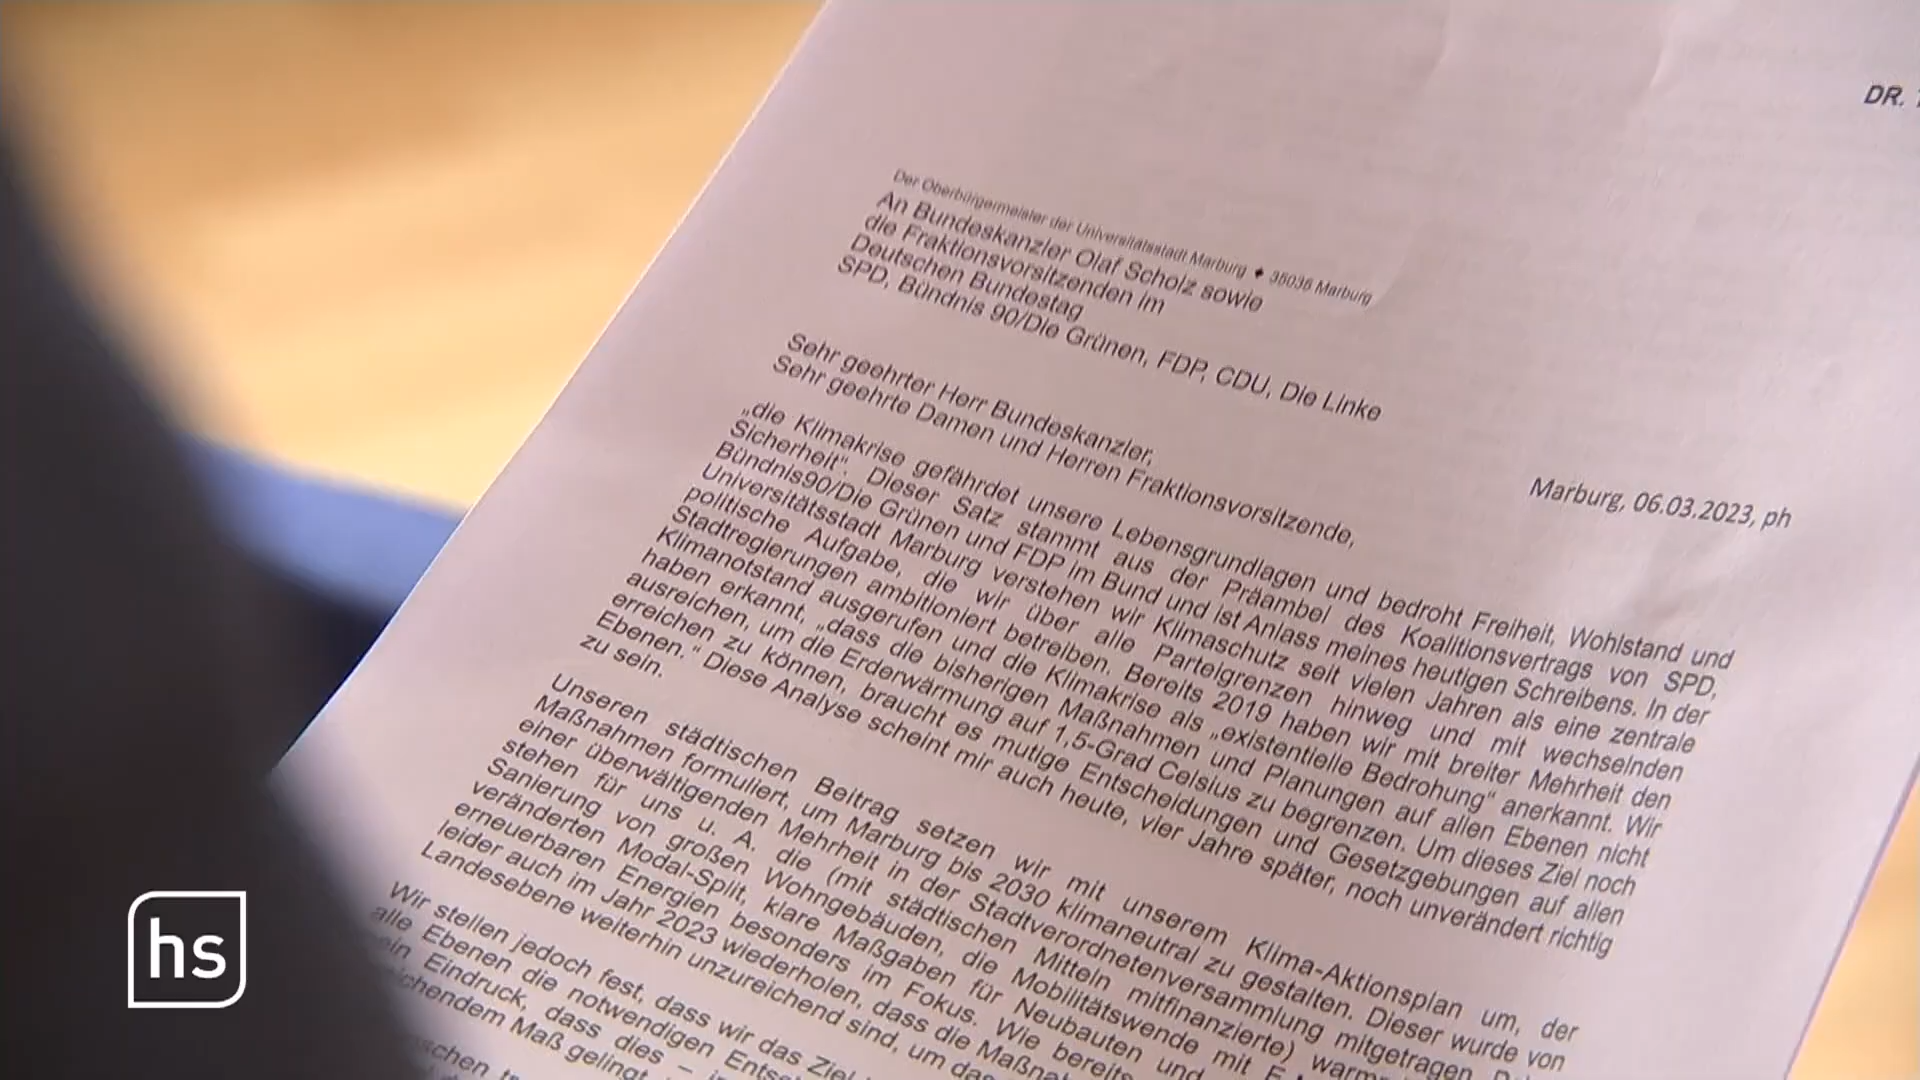 DR.
Der Oberbürgermeister der Universitätsstadt Marburg ♦ 35035 Marburg
An Bundeskanzler Olaf Scholz sowie
die Fraktionsvorsitzenden im
Deutschen Bundestag
SPD, Bündnis 90/Die Grünen, FDP, CDU, Die Linke
Marburg, 06.03.2023, ph
Sehr geehrter Herr Bundeskanzler,
Sehr geehrte Damen und Herren Fraktionsvorsitzende,
„die Klimakrise gefährdet unsere Lebensgrundlagen und bedroht Freiheit, Wohlstand und
Sicherheit“. Dieser Satz stammt aus der Präambel des Koalitionsvertrags von SPD,
Bündnis90/Die Grünen und FDP im Bund und ist Anlass meines heutigen Schreibens. In der
Universitätsstadt Marburg verstehen wir Klimaschutz seit vielen Jahren als eine zentrale
politische Aufgabe, die wir über alle Parteigrenzen hinweg und mit wechselnden
Stadtregierungen ambitioniert betreiben. Bereits 2019 haben wir mit breiter Mehrheit den
Klimanotstand ausgerufen und die Klimakrise als „existentielle Bedrohung“ anerkannt. Wir
haben erkannt, „dass die bisherigen Maßnahmen und Planungen auf allen Ebenen nicht
ausreichen, um die Erderwärmung auf 1,5-Grad Celsius zu begrenzen. Um dieses Ziel noch
erreichen zu können, braucht es mutige Entscheidungen und Gesetzgebungen auf allen
Ebenen.“ Diese Analyse scheint mir auch heute, vier Jahre später, noch unverändert richtig
zu sein.
Unseren städtischen Beitrag setzen wir mit unserem Klima-Aktionsplan um, der
Maßnahmen formuliert, um Marburg bis 2030 klimaneutral zu gestalten. Dieser wurde von
einer überwältigenden Mehrheit in der Stadtverordnetenversammlung mitgetragen.
stehen für uns u. A. die (mit städtischen Mitteln mitfinanzierte)
Sanierung von großen Wohngebäuden, die Mobilitätswende mit
veränderten Modal-Split, klare Maßgaben für Neubauten und
erneuerbaren Energien besonders im Fokus. Wie bereits
leider auch im Jahr 2023 wiederholen, dass die
Landesebene weiterhin unzureichend sind, um
Wir stellen jedoch fest, dass wir das Ziel
alle Ebenen die notwendigen
Eindruck, dass dies –
Maß gelingt
hs